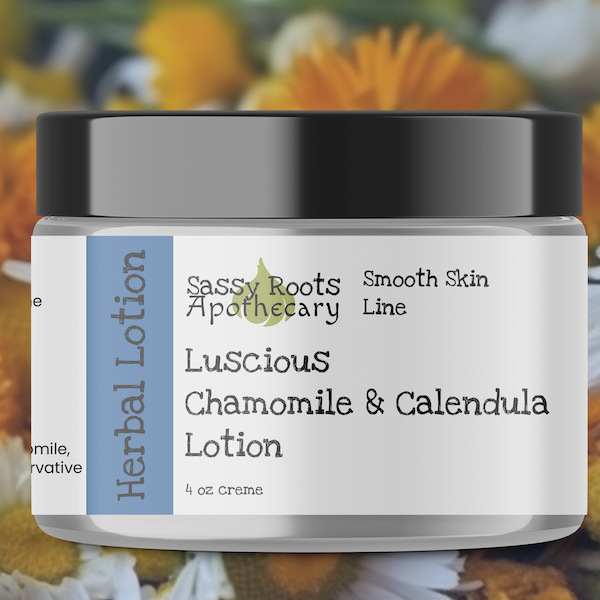 Herbal Lotion
Sassy Roots
Apothecary
Smooth Skin
Line
Luscious
Chamomile & Calendula
Lotion
4 oz creme